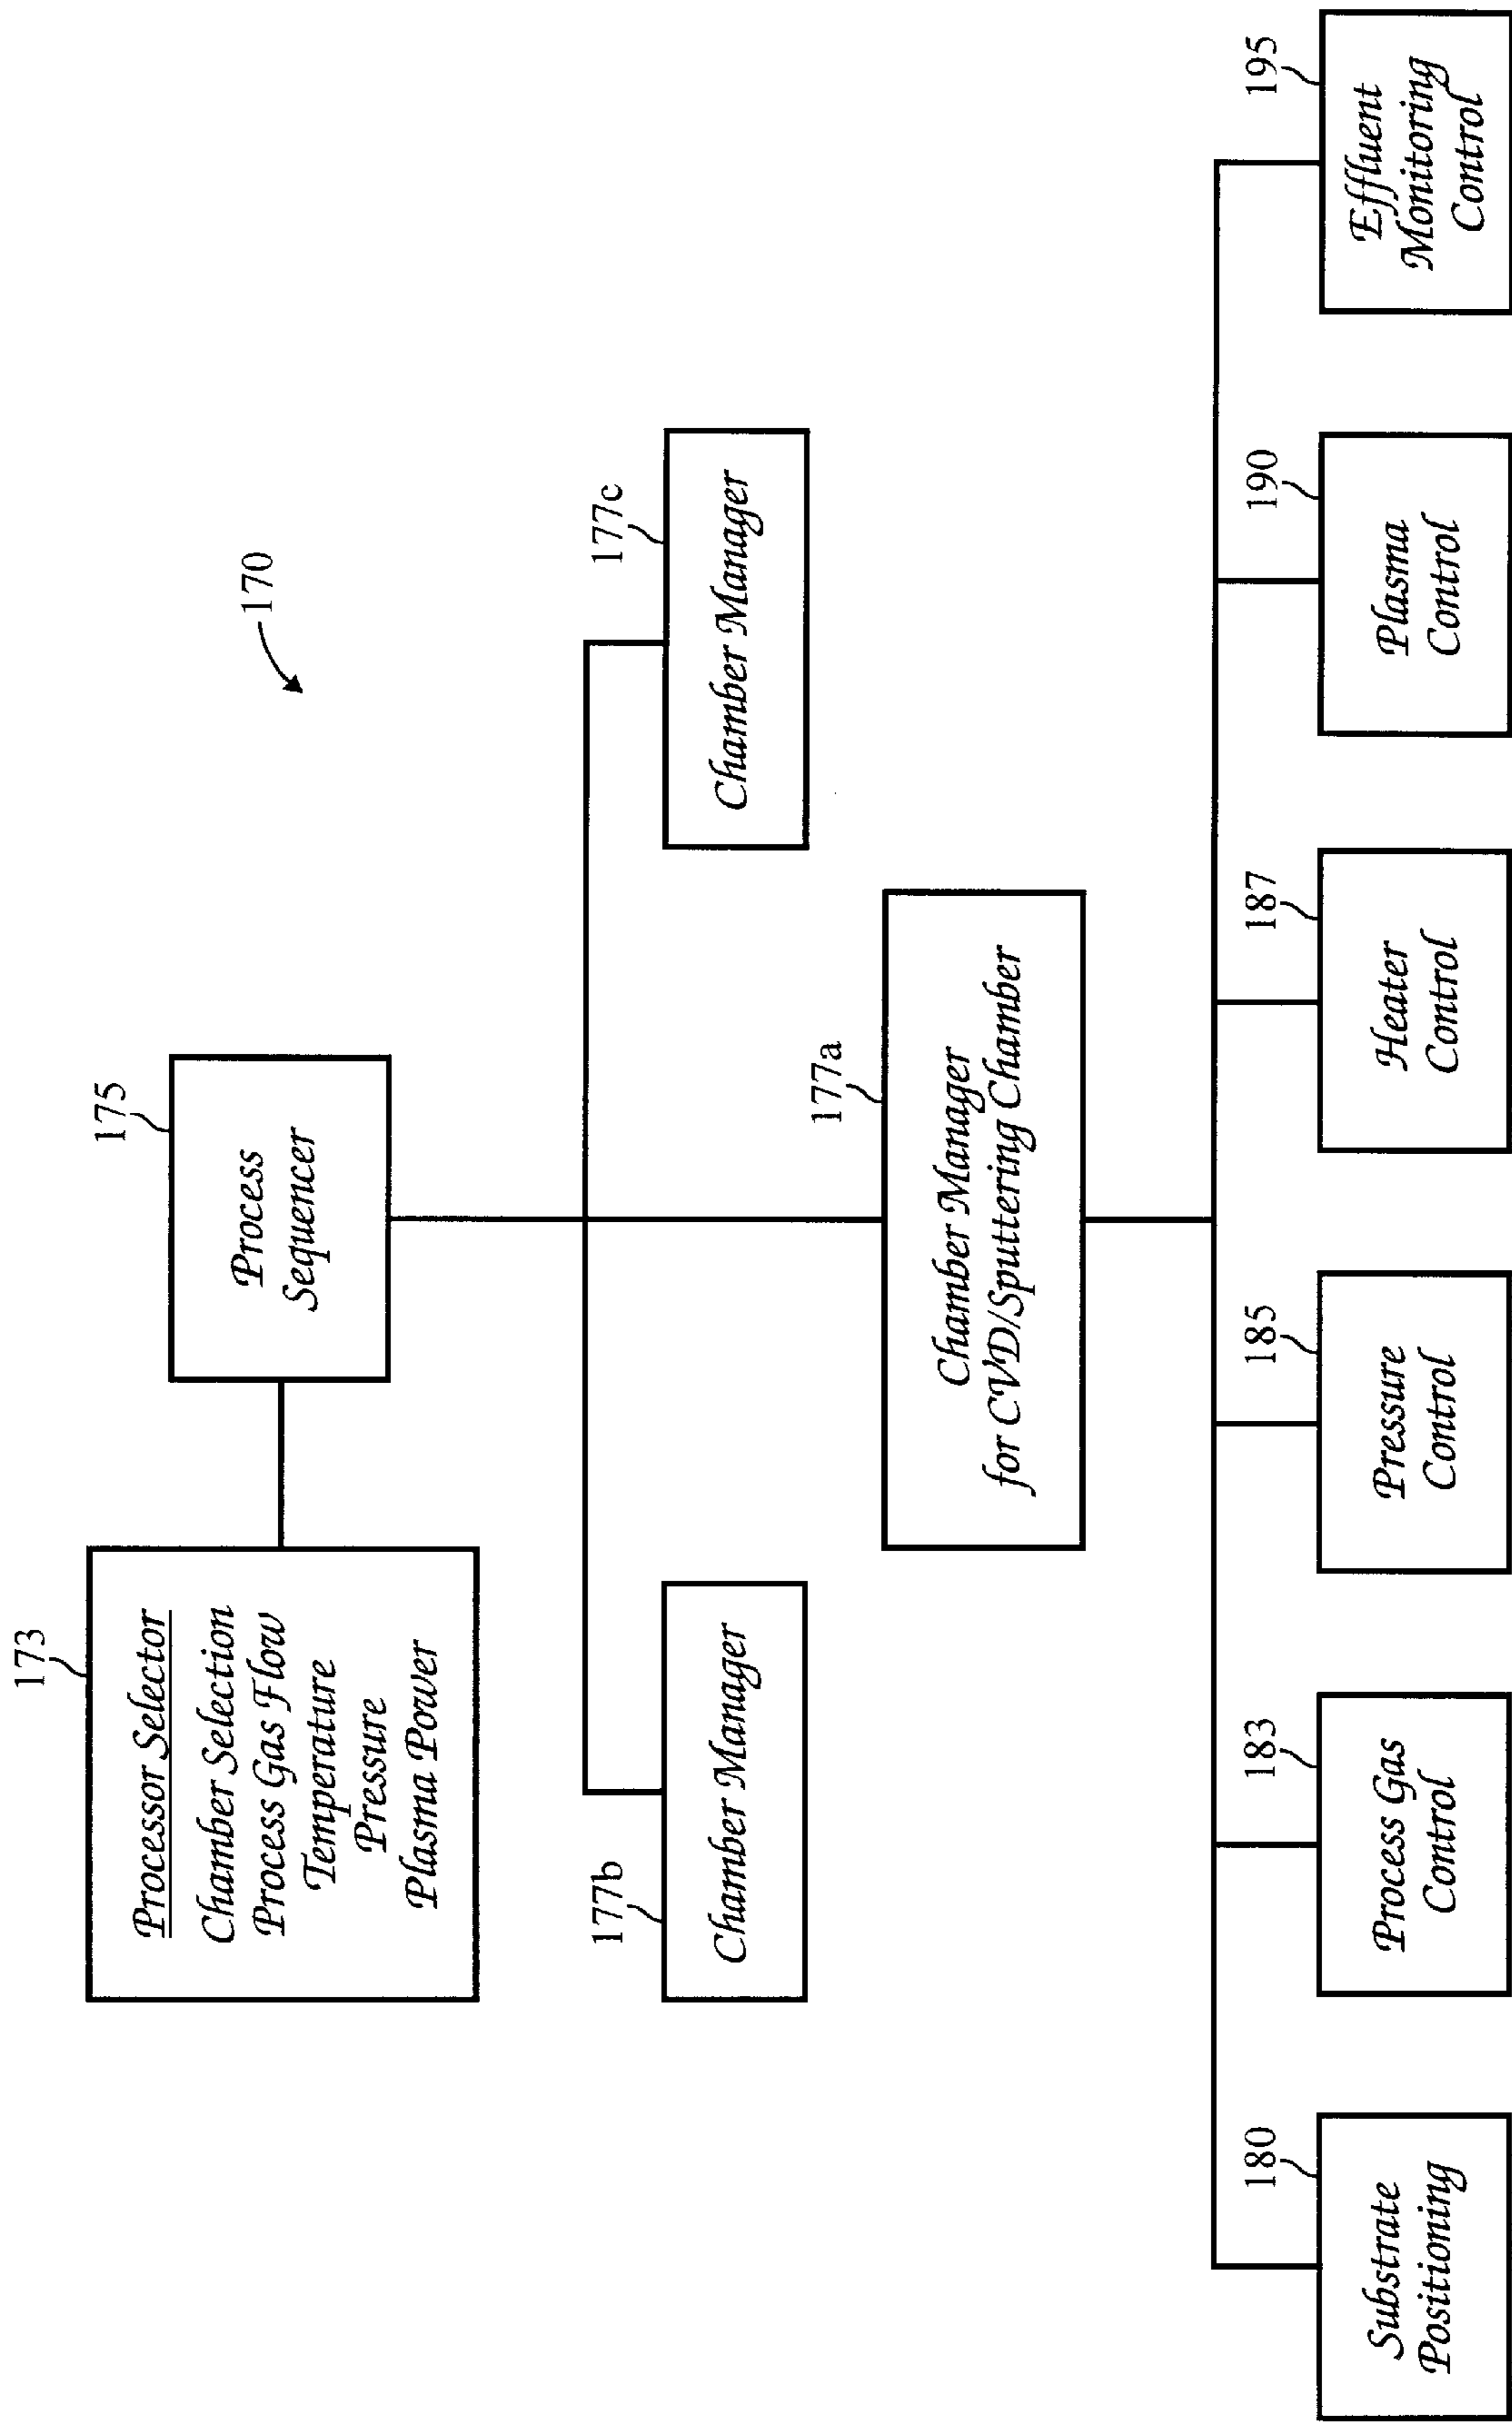 170
173
Processor Selector
Chamber Selection
Process Gas Flow
Temperature
Pressure
Plasma Power
175
Process
Sequencer
177b
Chamber Manager
177c
Chamber Manager
177a
Chamber Manager
for CVD/Sputtering Chamber
180
Substrate
Positioning
183
Process Gas
Control
185
Pressure
Control
187
Heater
Control
190
Plasma
Control
195
Effluent
Monitoring
Control